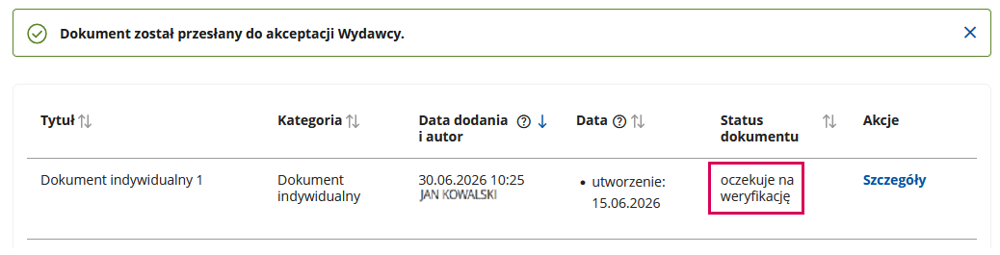 Dokument został przesłany do akceptacji Wydawcy.
Tytuł Kategoria Data dodania i autor Data Status dokumentu Akcje
Dokument indywidualny 1
Dokument indywidualny
30.06.2026 10:25
JAN KOWALSKI
• utworzenie:
15.06.2026
oczekuje na
weryfikację
Szczegóły